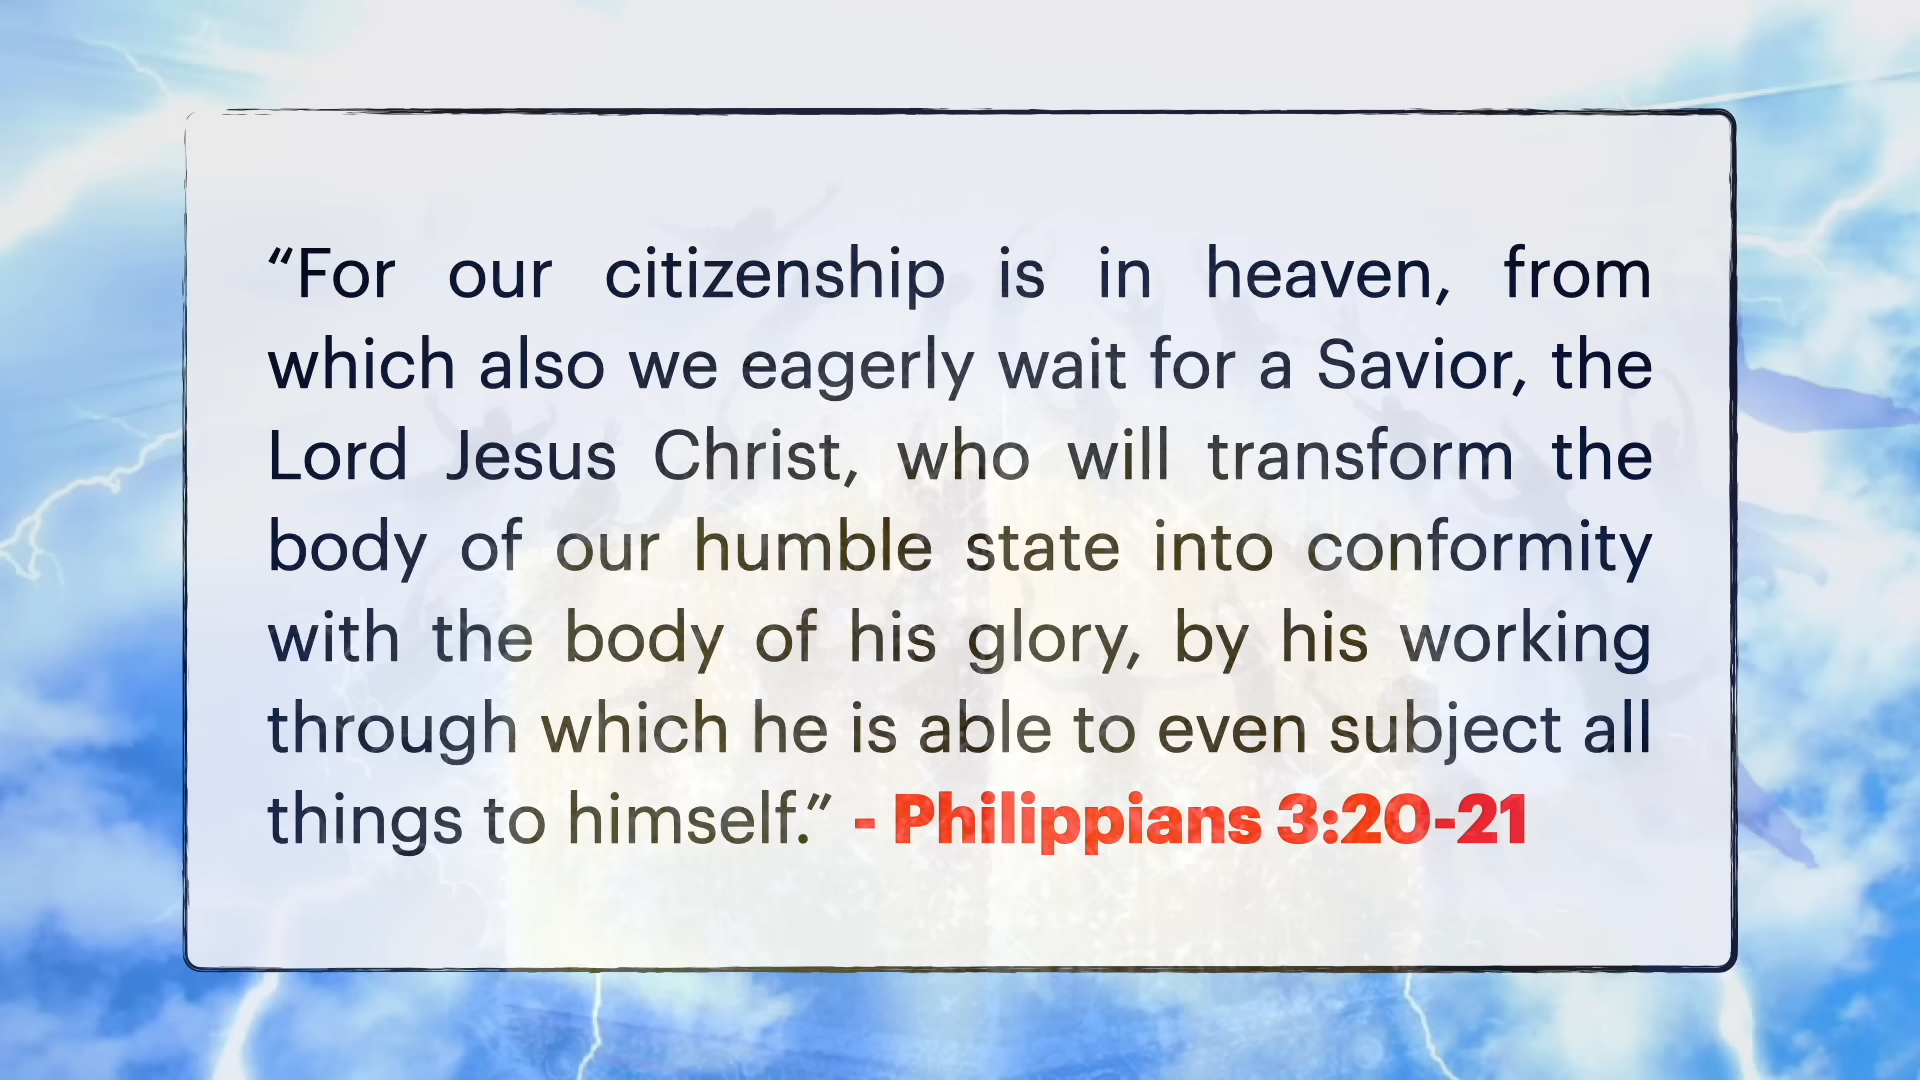 “For our citizenship is in heaven, from
which also we eagerly wait for a Savior, the
Lord Jesus Christ, who will transform the
body of our humble state into conformity
with the body of his glory, by his working
through which he is able to even subject all
things to himself.” - Philippians 3:20-21